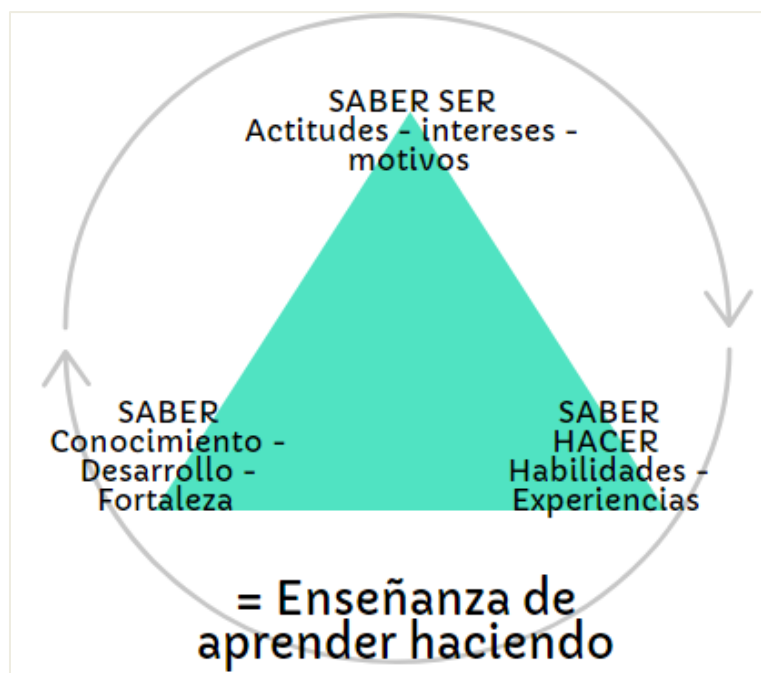 SABER SER
Actitudes - intereses -
motivos
SABER
Conocimiento -
Desarrollo -
Fortaleza
SABER
HACER
Habilidades -
Experiencias
= Enseñanza de
aprender haciendo